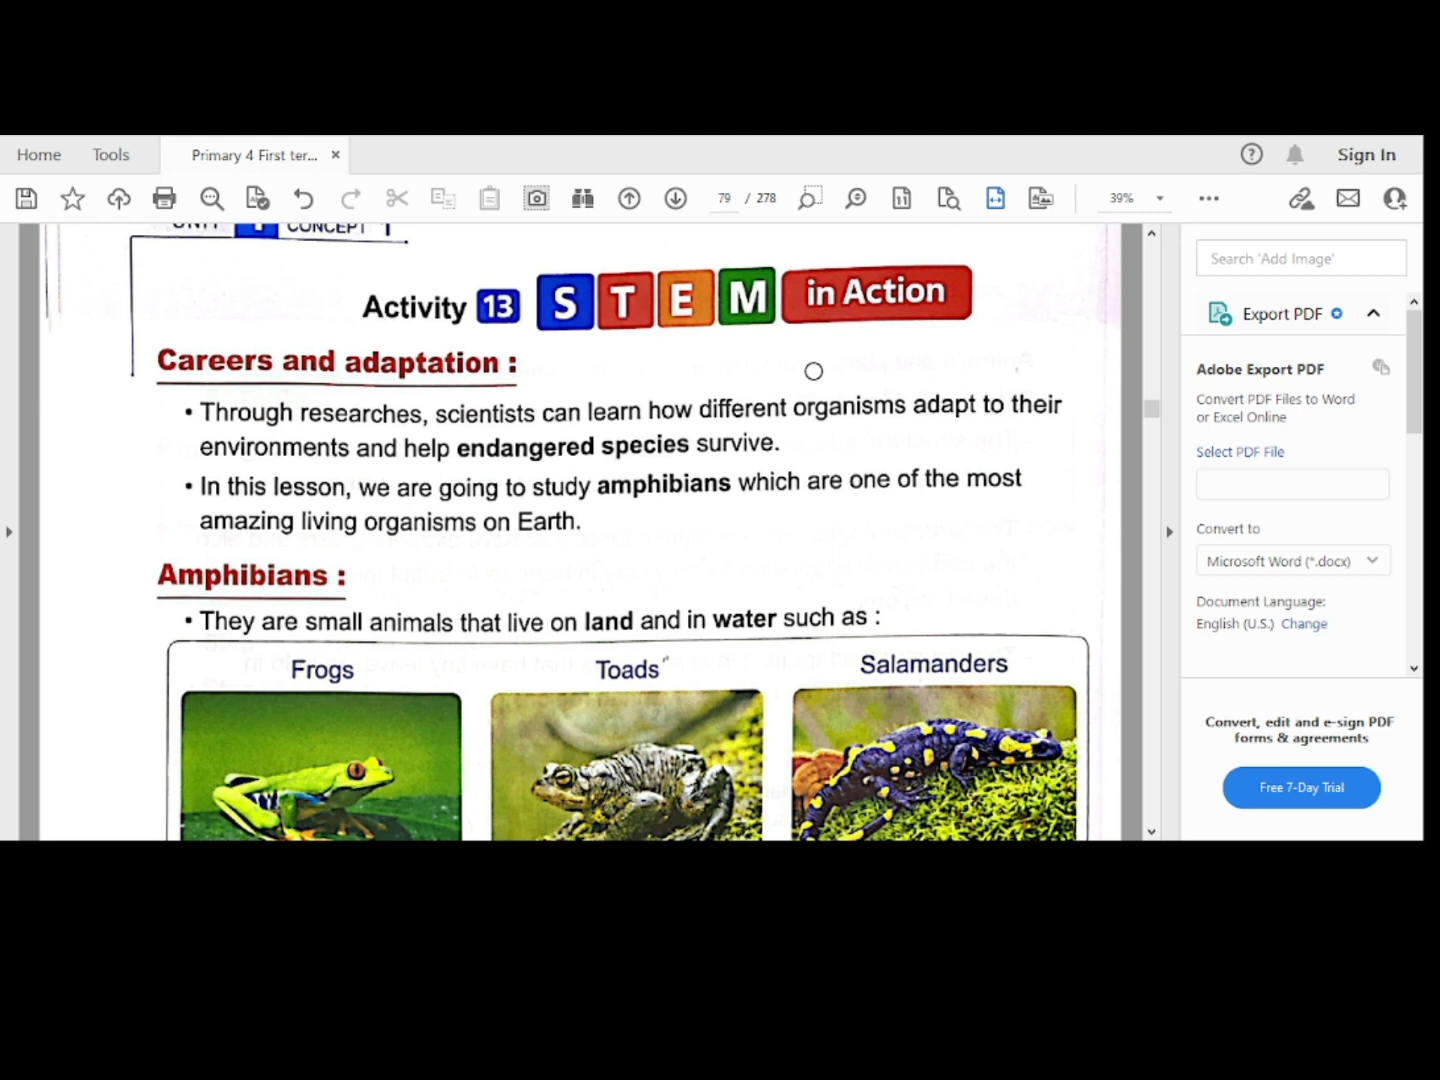 Home Tools Primary 4 First ter... ×
Sign In
79 / 278
39%
UNIT 1 CONCEPT 1
Activity 13 STEM in Action
Careers and adaptation :
• Through researches, scientists can learn how different organisms adapt to their
environments and help endangered species survive.
• In this lesson, we are going to study amphibians which are one of the most
amazing living organisms on Earth.
Amphibians :
• They are small animals that live on land and in water such as :
Frogs Toads Salamanders
Search 'Add Image'
Export PDF
Adobe Export PDF
Convert PDF Files to Word
or Excel Online
Select PDF File
Convert to
Microsoft Word (*.docx)
Document Language:
English (U.S.) Change
Convert, edit and e-sign PDF
forms & agreements
Free 7-Day Trial